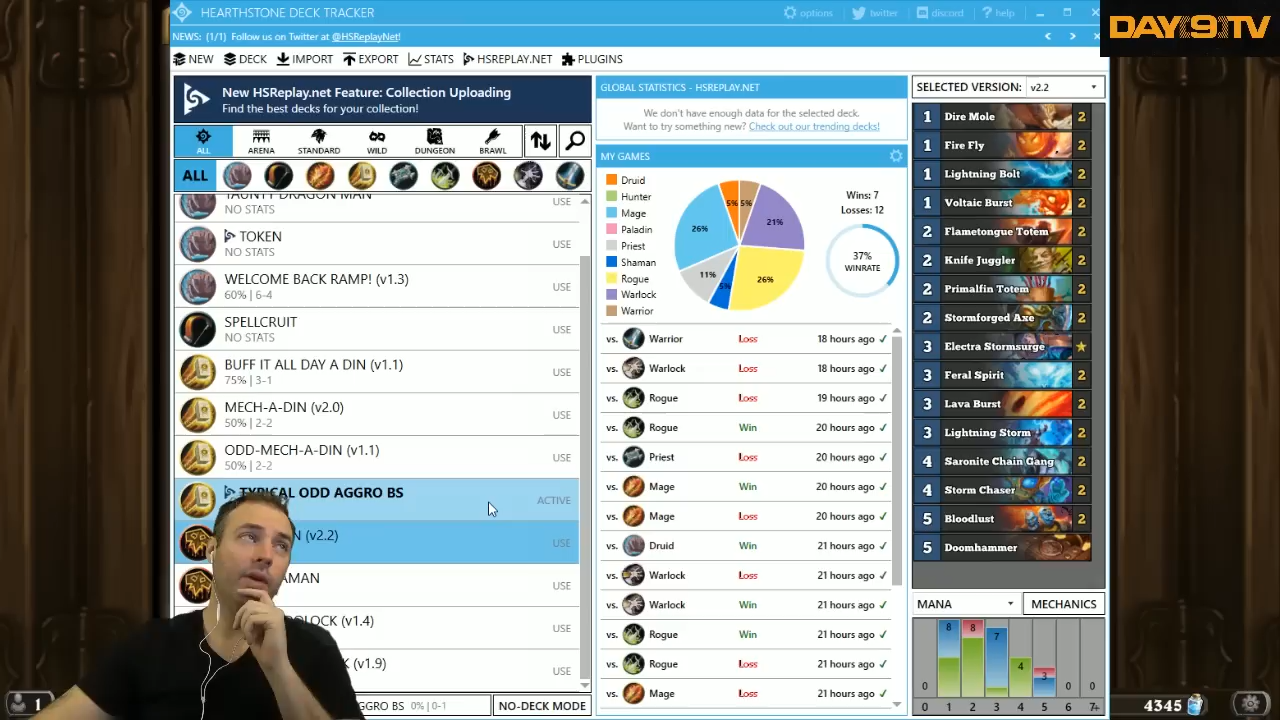 HEARTHSTONE DECK TRACKER
options
twitter
discord
? help
DAY[9].TV
NEWS: (1/1) Follow us on Twitter at @HSReplayNet!
NEW
DECK
IMPORT
EXPORT
STATS
HSREPLAY.NET
PLUGINS
New HSReplay.net Feature: Collection Uploading
Find the best decks for your collection!
ALL
ARENA
STANDARD
WILD
DUNGEON
BRAWL
ALL
TAUNTY DRAGON MAN
NO STATS
USE
TOKEN
NO STATS
USE
WELCOME BACK RAMP! (v1.3)
60% | 6-4
USE
SPELLCRUIT
NO STATS
USE
BUFF IT ALL DAY A DIN (v1.1)
75% | 3-1
USE
MECH-A-DIN (v2.0)
50% | 2-2
USE
ODD-MECH-A-DIN (v1.1)
50% | 2-2
USE
TYPICAL ODD AGGRO BS
ACTIVE
(v2.2)
USE
AMAN
USE
OLOCK (v1.4)
USE
(v1.9)
USE
AGGRO BS 0% | 0-1
NO-DECK MODE
GLOBAL STATISTICS - HSREPLAY.NET
We don't have enough data for the selected deck.
Want to try something new? Check out our trending decks!
MY GAMES
Druid
Hunter
Mage
Paladin
Priest
Shaman
Rogue
Warlock
Warrior
5%
5%
21%
26%
26%
11%
5%
Wins: 7
Losses: 12
37%
WINRATE
vs. Warrior Loss 18 hours ago ✓
vs. Warlock Loss 18 hours ago ✓
vs. Rogue Loss 19 hours ago ✓
vs. Rogue Win 20 hours ago ✓
vs. Priest Loss 20 hours ago ✓
vs. Mage Win 20 hours ago ✓
vs. Mage Loss 20 hours ago ✓
vs. Druid Win 21 hours ago ✓
vs. Warlock Loss 21 hours ago ✓
vs. Warlock Win 21 hours ago ✓
vs. Rogue Win 21 hours ago ✓
vs. Rogue Loss 21 hours ago ✓
vs. Mage Loss 21 hours ago ✓
SELECTED VERSION: v2.2
1 Dire Mole 2
1 Fire Fly 2
1 Lightning Bolt 2
1 Voltaic Burst 2
2 Flametongue Totem 2
2 Knife Juggler 2
2 Primalfin Totem 2
2 Stormforged Axe 2
3 Electra Stormsurge ★
3 Feral Spirit 2
3 Lava Burst 2
3 Lightning Storm 2
4 Saronite Chain Gang 2
4 Storm Chaser 2
5 Bloodlust 2
5 Doomhammer
MANA
MECHANICS
0 8 8 7 4 3 0 0
0 1 2 3 4 5 6 7+
1
4345